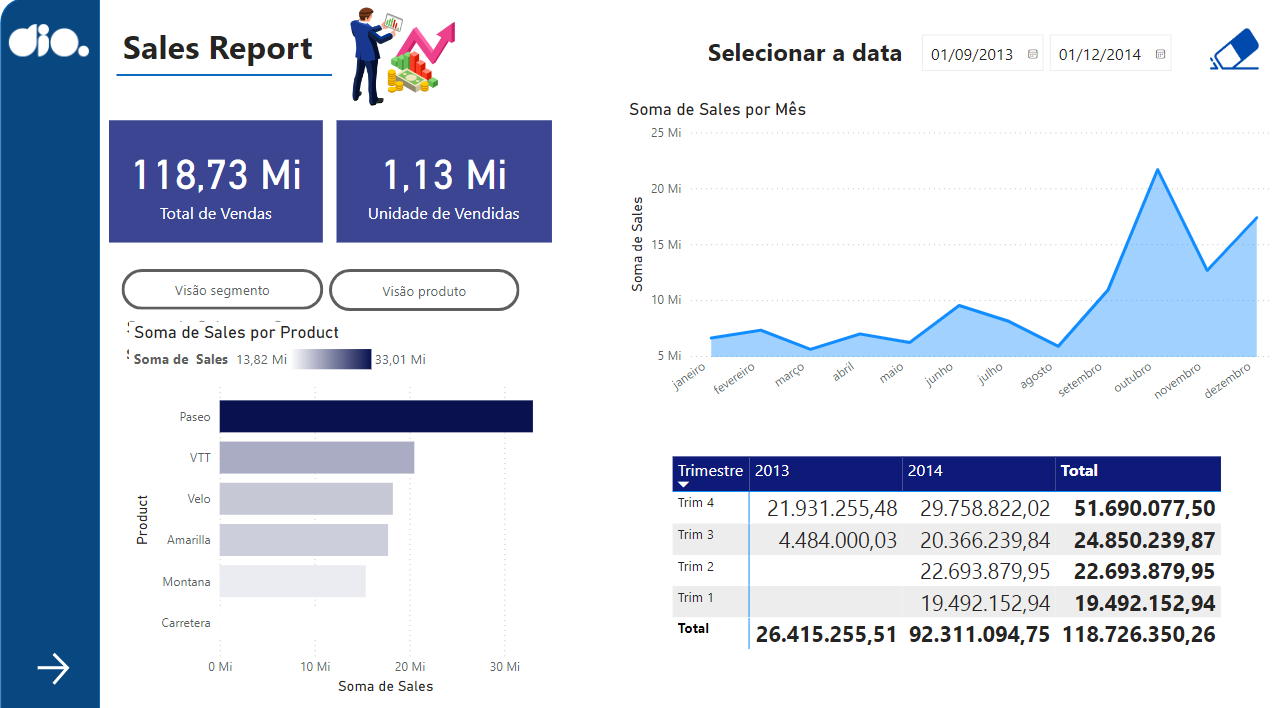 dio.
Sales Report
Selecionar a data
01/09/2013
01/12/2014
118,73 Mi
Total de Vendas
1,13 Mi
Unidade de Vendidas
Visão segmento
Visão produto
Soma de Sales por Product
Soma de Sales 13,82 Mi 33,01 Mi
Product
Paseo
VTT
Velo
Amarilla
Montana
Carretera
0 Mi 10 Mi 20 Mi 30 Mi
Soma de Sales
Soma de Sales por Mês
Soma de Sales
25 Mi
20 Mi
15 Mi
10 Mi
5 Mi
janeiro fevereiro março abril maio junho julho agosto setembro outubro novembro dezembro
Trimestre 2013 2014 Total
Trim 4 21.931.255,48 29.758.822,02 51.690.077,50
Trim 3 4.484.000,03 20.366.239,84 24.850.239,87
Trim 2 22.693.879,95 22.693.879,95
Trim 1 19.492.152,94 19.492.152,94
Total 26.415.255,51 92.311.094,75 118.726.350,26